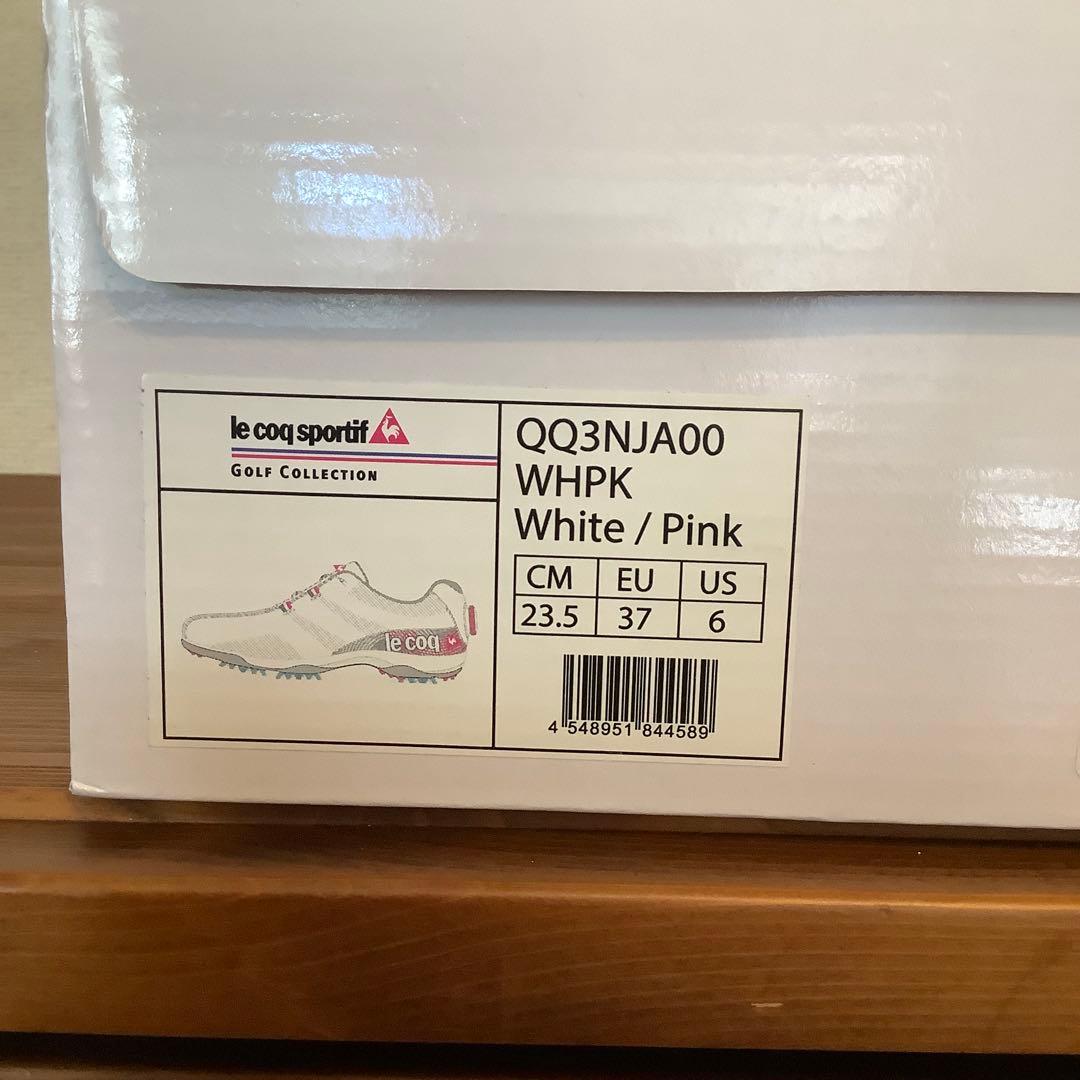 le coq sportif
GOLF COLLECTION
le coq
QQ3NJA00
WHPK
White / Pink
CM EU US
23.5 37 6
4 548951 844589